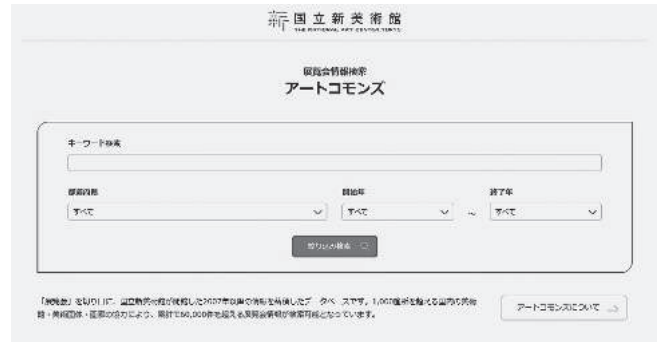 国立新美術館
THE NATIONAL ART CENTER, TOKYO
展覧会情報検索
アートコモンズ
キーワード検索
都道府県
開始年
終了年
すべて
すべて
～
すべて
絞り込み検索
「展覧会」を切り口に、国立新美術館が開館した2007年以降の情報を蓄積したデータベースです。1,000箇所を超える国内の美術
館・美術団体・画廊の協力により、累計で60,000件を超える展覧会情報が検索可能となっています。
アートコモンズについて